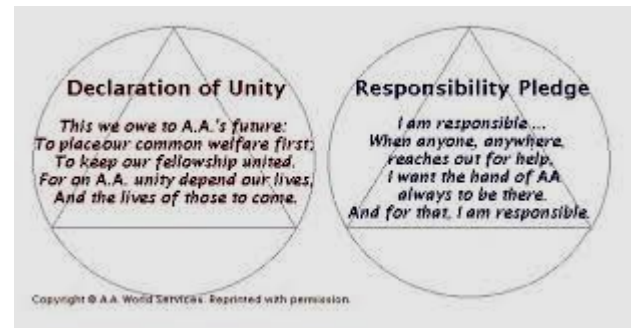 Declaration of Unity
This we owe to A.A.'s future:
To placeour common welfare first;
To keep our fellowship united.
For on A.A. unity depend our lives,
And the lives of those to come.
Responsibility Pledge
I am responsible ...
When anyone, anywhere,
reaches out for help,
I want the hand of AA
always to be there.
And for that, I am responsible.
Copyright © A.A. World Services. Reprinted with permission.